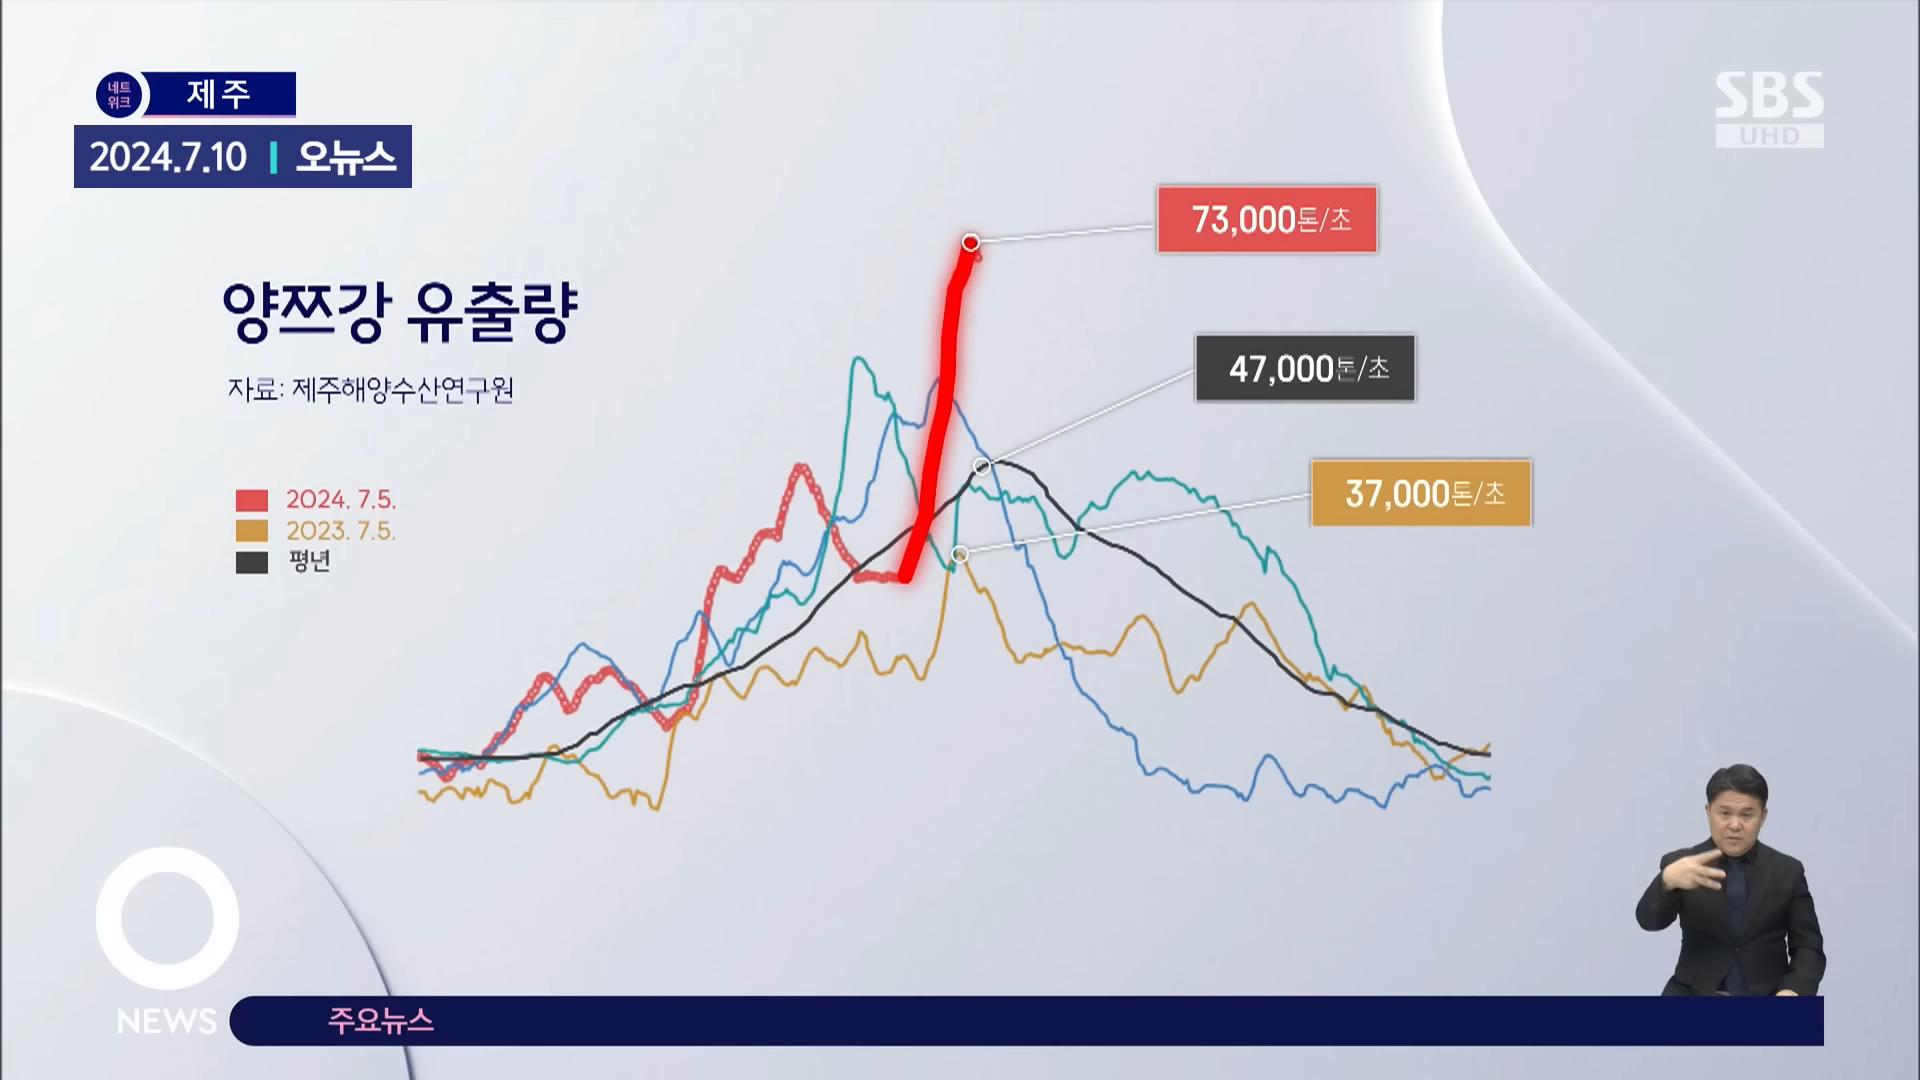 네트
워크
제주
2024.7.10 | 오뉴스
SBS
UHD
양쯔강 유출량
자료: 제주해양수산연구원
2024. 7.5.
2023. 7.5.
평년
73,000톤/초
47,000톤/초
37,000톤/초
NEWS
주요뉴스